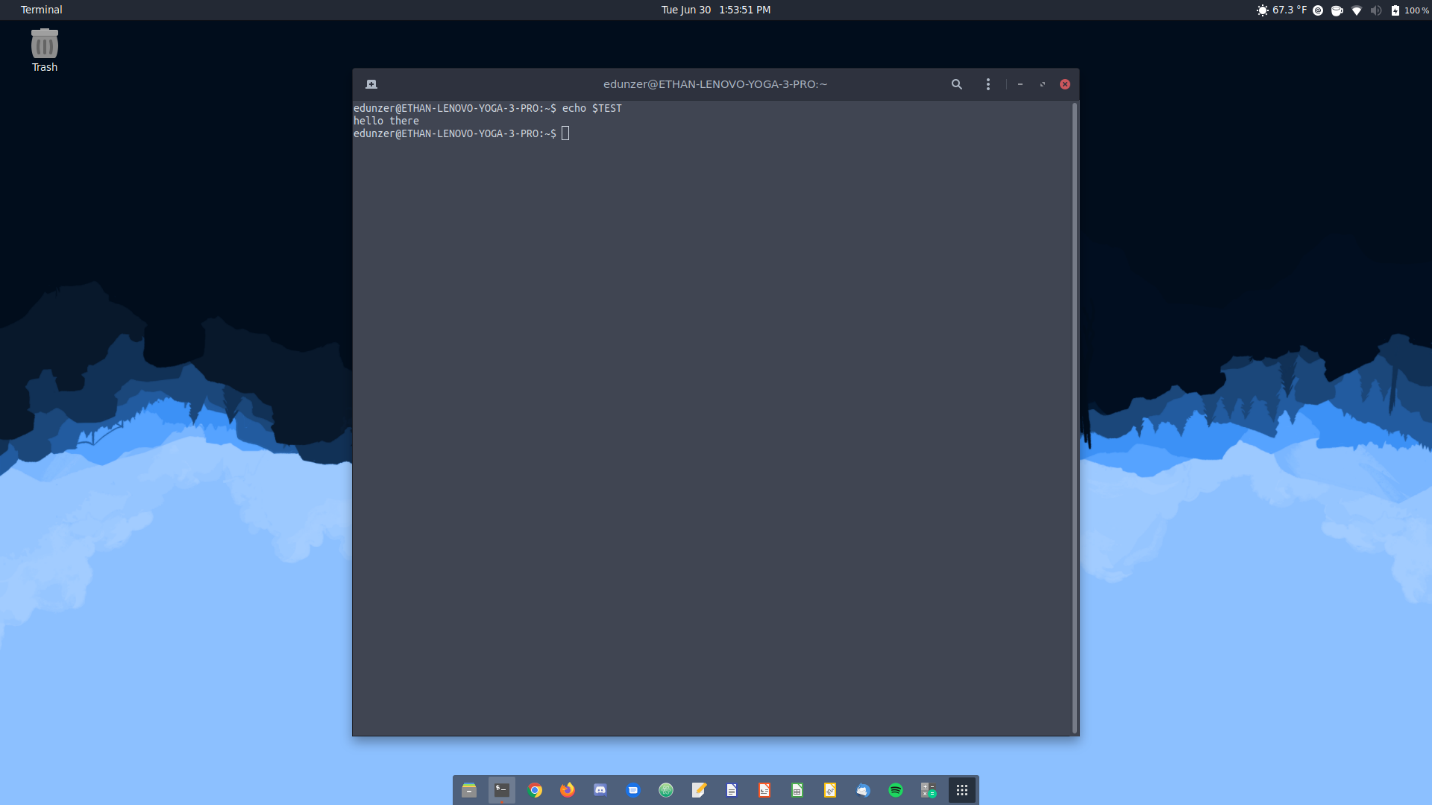 Terminal
Tue Jun 30 1:53:51 PM
67.3 °F
100 %
Trash
edunzer@ETHAN-LENOVO-YOGA-3-PRO:~
edunzer@ETHAN-LENOVO-YOGA-3-PRO:~$ echo $TEST
hello there
edunzer@ETHAN-LENOVO-YOGA-3-PRO:~$